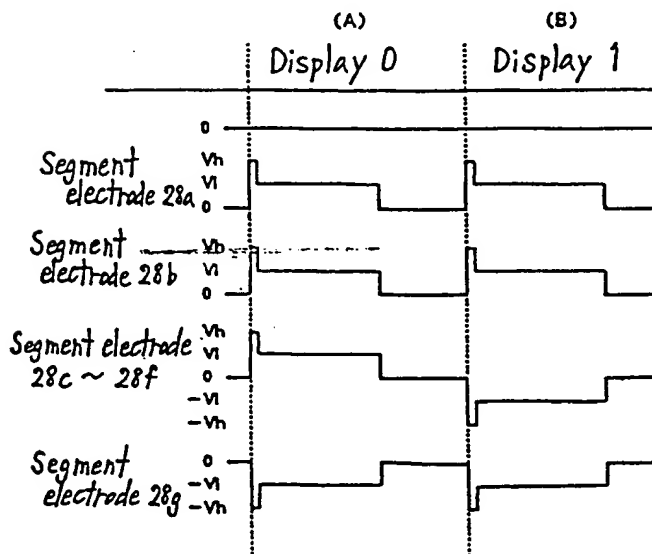 (A) (B)
Display 0 Display 1
0
Segment
electrode 28a
Vh
Vl
0
Segment
electrode 28b
Vh
Vl
0
Segment electrode
28c ~ 28f
Vh
Vl
0
-Vl
-Vh
Segment
electrode 28g
0
-Vl
-Vh